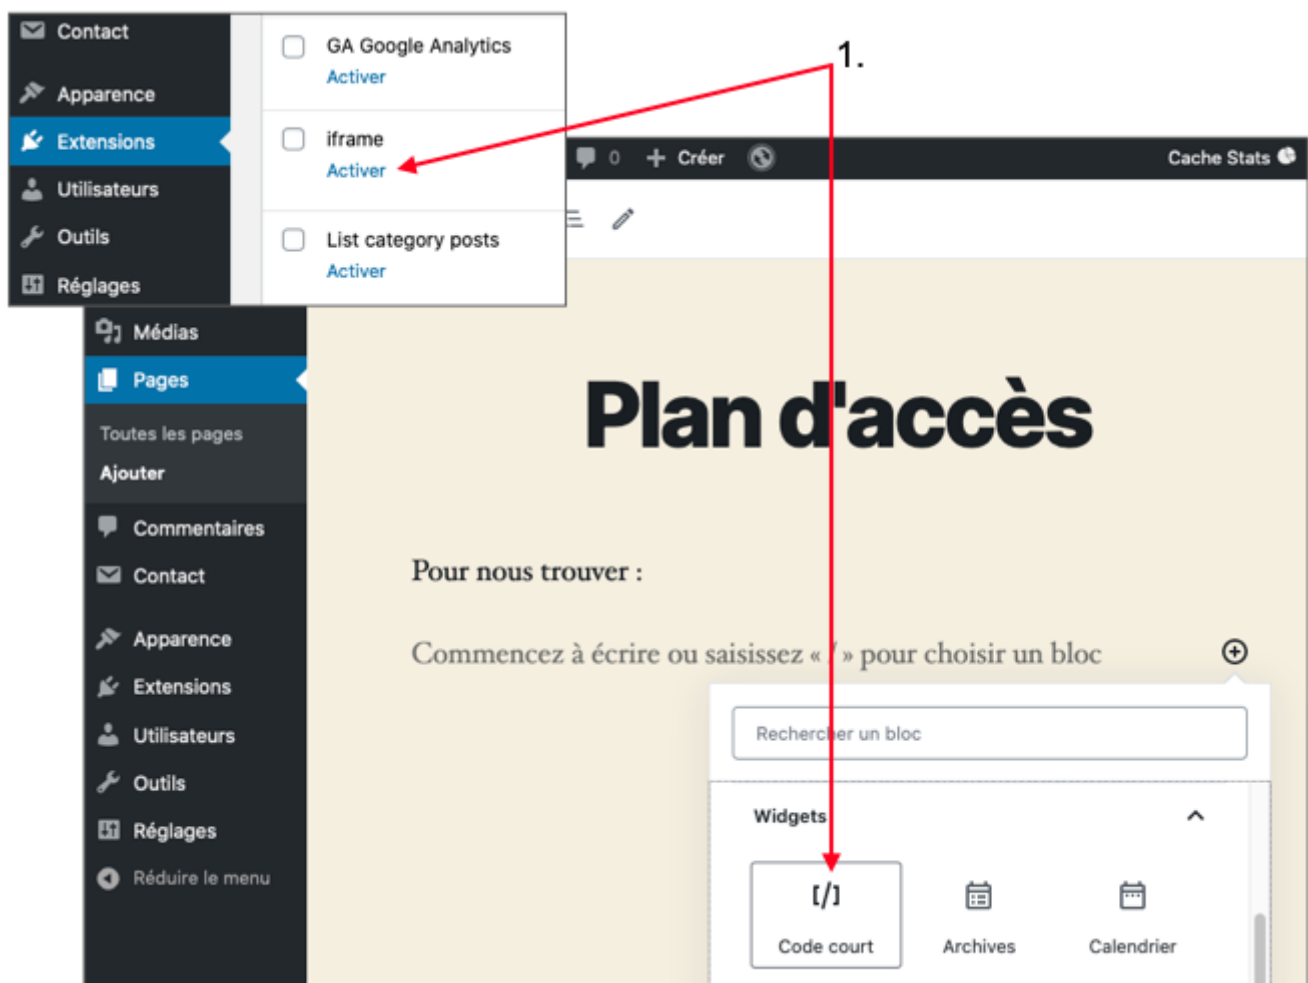 Contact
Apparence
Extensions
Utilisateurs
Outils
Réglages
GA Google Analytics
Activer
iframe
Activer
List category posts
Activer
1.
0 + Créer
Cache Stats
Médias
Pages
Toutes les pages
Ajouter
Commentaires
Contact
Apparence
Extensions
Utilisateurs
Outils
Réglages
Réduire le menu
Plan d'accès
Pour nous trouver :
Commencez à écrire ou saisissez « / » pour choisir un bloc
Rechercher un bloc
Widgets
[/]
Code court
Archives
Calendrier